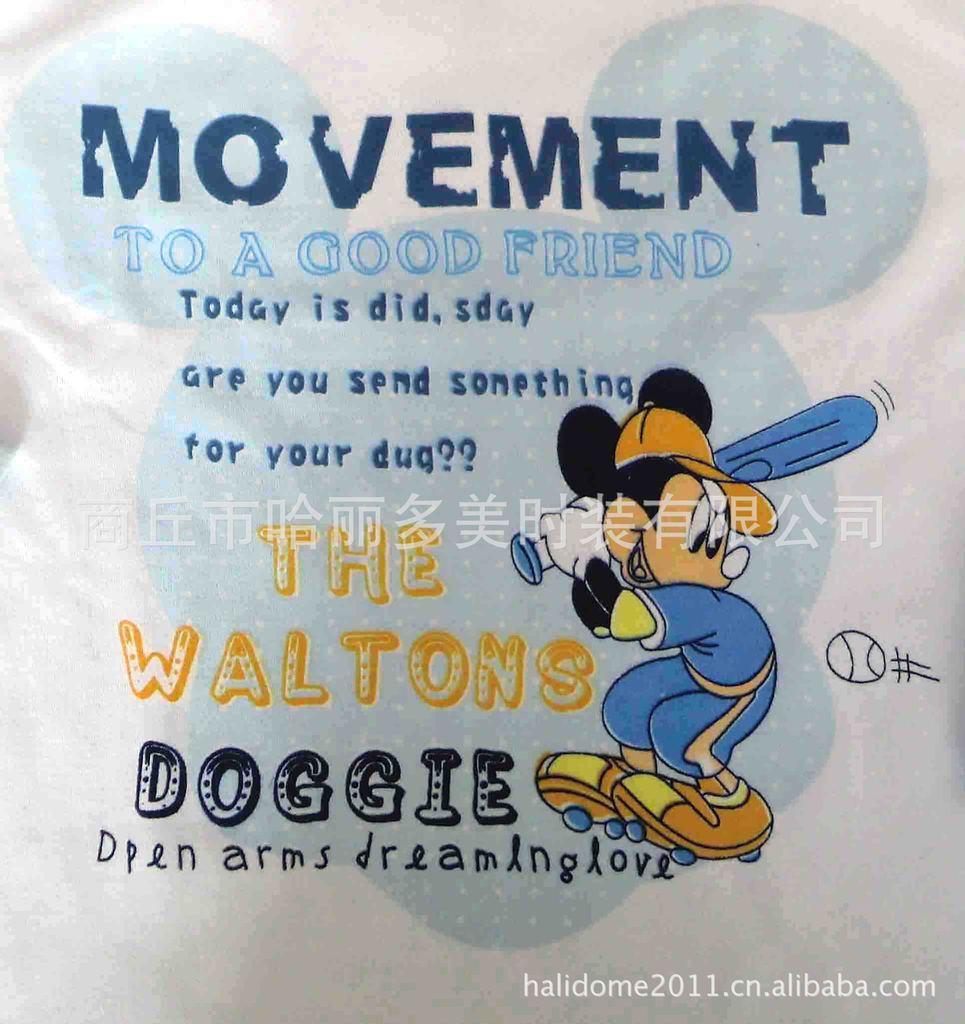 MOVEMENT
TO A GOOD FRIEND
Today is did, sday
are you send something
for your dug??
商丘市哈丽多美时装有限公司
THE
WALTONS
DOGGIE
Dpen arms dreamInglove
halidome2011.cn.alibaba.com